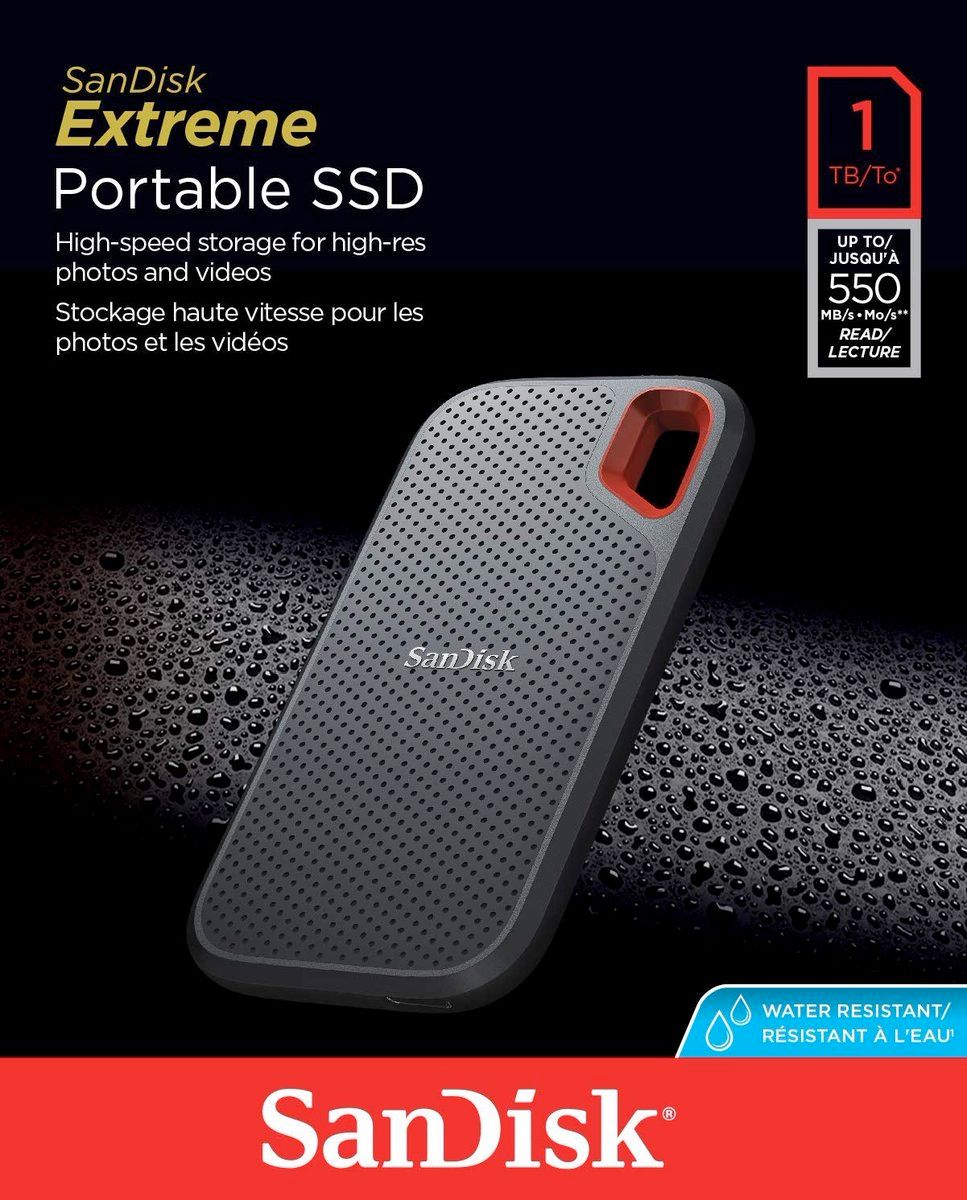 SanDisk
Extreme
Portable SSD
High-speed storage for high-res
photos and videos
Stockage haute vitesse pour les
photos et les vidéos
1
TB/To*
UP TO/
JUSQU'À
550
MB/s • Mo/s**
READ/
LECTURE
SanDisk
WATER RESISTANT/
RÉSISTANT À L'EAU¹
SanDisk®